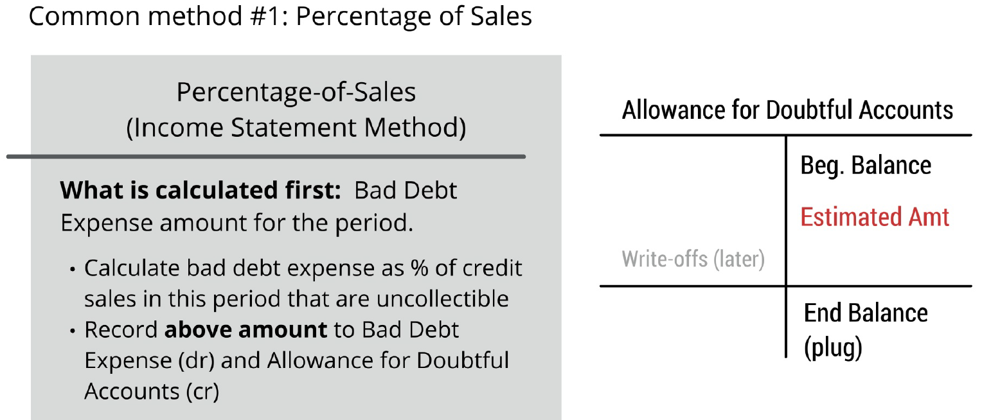 Common method #1: Percentage of Sales
Percentage-of-Sales
(Income Statement Method)
What is calculated first:  Bad Debt
Expense amount for the period.
• Calculate bad debt expense as % of credit
sales in this period that are uncollectible
• Record above amount to Bad Debt
Expense (dr) and Allowance for Doubtful
Accounts (cr)
Allowance for Doubtful Accounts
Beg. Balance
Estimated Amt
Write-offs (later)
End Balance
(plug)